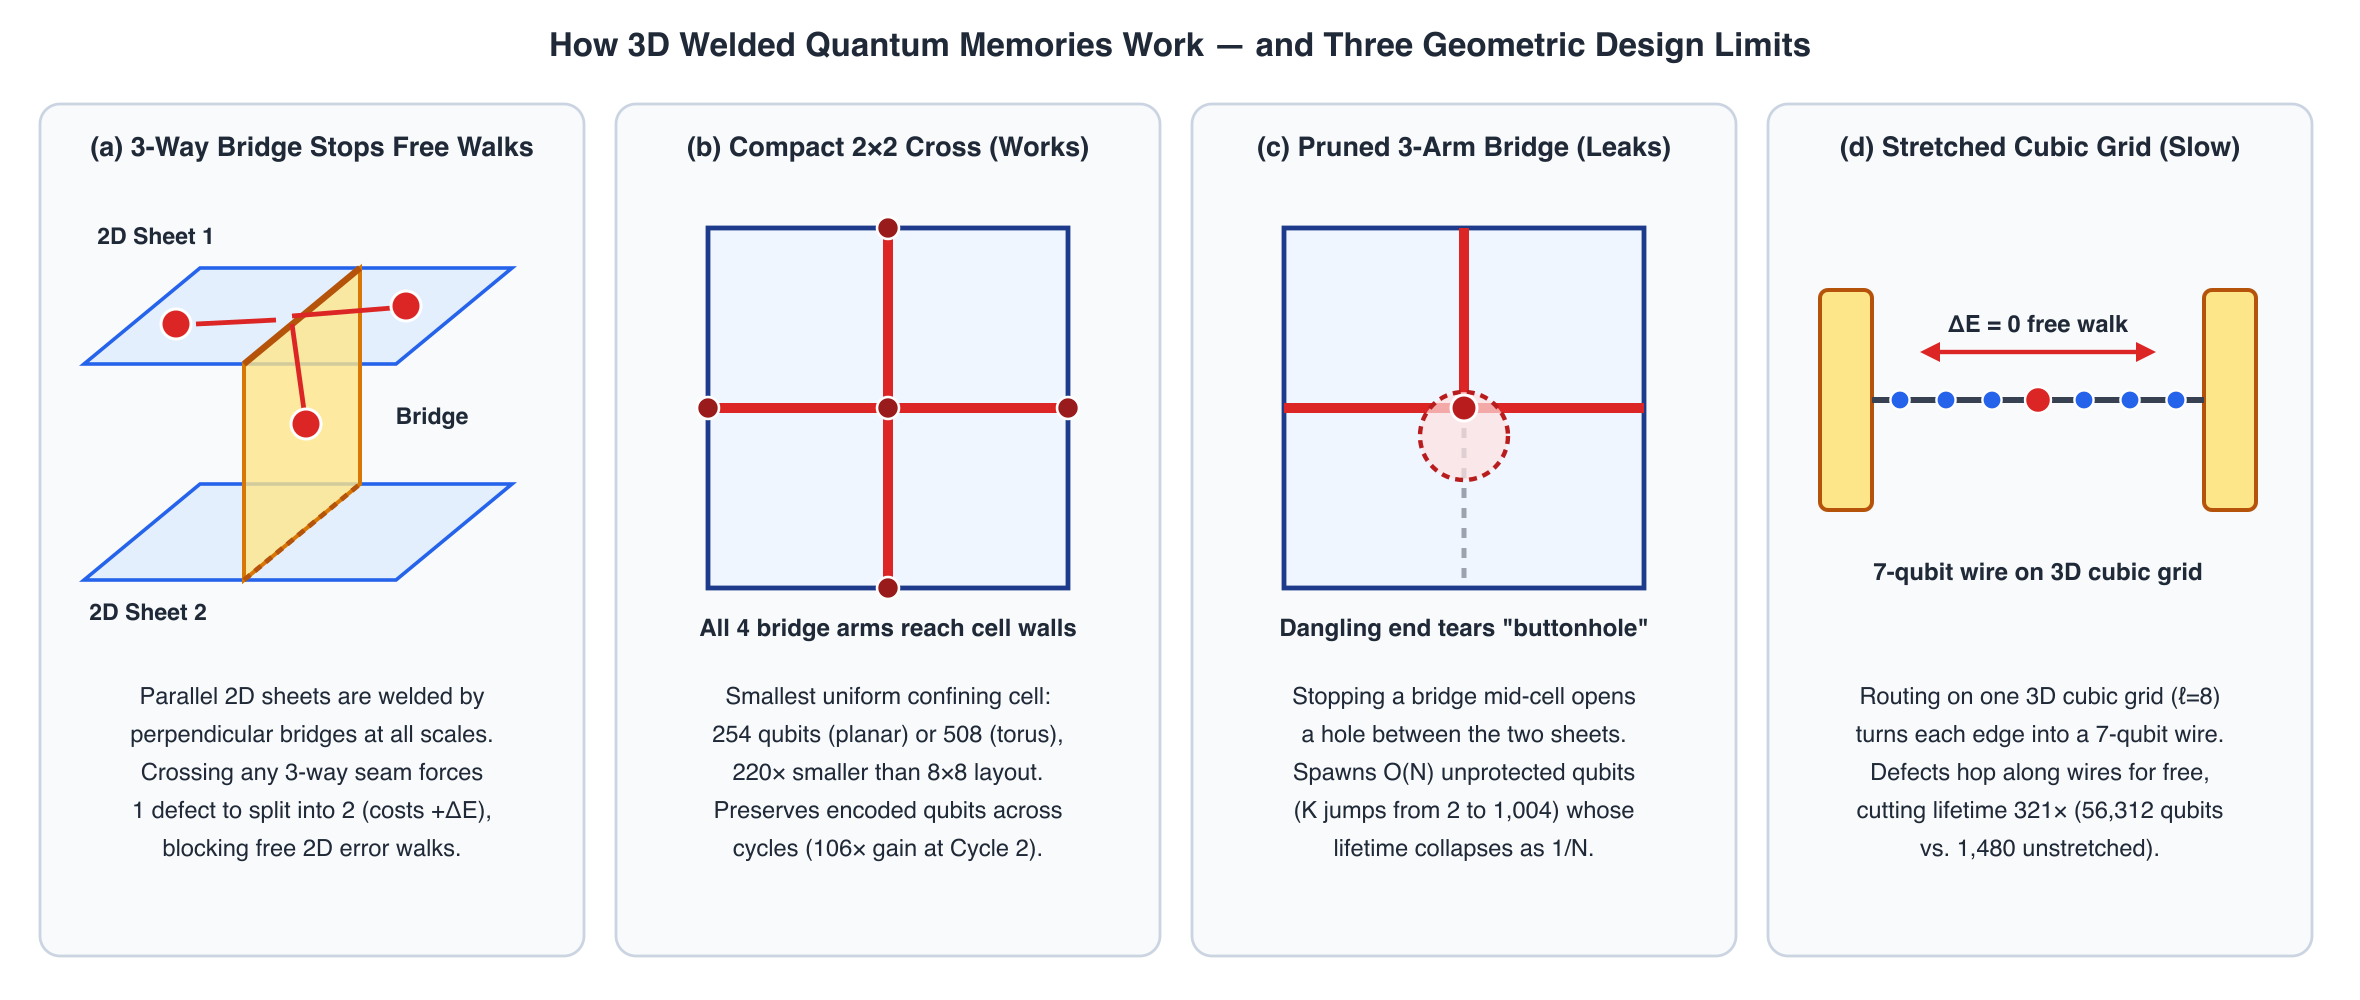 How 3D Welded Quantum Memories Work — and Three Geometric Design Limits
(a) 3-Way Bridge Stops Free Walks
2D Sheet 1
Bridge
2D Sheet 2
Parallel 2D sheets are welded by
perpendicular bridges at all scales.
Crossing any 3-way seam forces
1 defect to split into 2 (costs +ΔE),
blocking free 2D error walks.
(b) Compact 2×2 Cross (Works)
All 4 bridge arms reach cell walls
Smallest uniform confining cell:
254 qubits (planar) or 508 (torus),
220× smaller than 8×8 layout.
Preserves encoded qubits across
cycles (106× gain at Cycle 2).
(c) Pruned 3-Arm Bridge (Leaks)
Dangling end tears "buttonhole"
Stopping a bridge mid-cell opens
a hole between the two sheets.
Spawns O(N) unprotected qubits
(K jumps from 2 to 1,004) whose
lifetime collapses as 1/N.
(d) Stretched Cubic Grid (Slow)
ΔE = 0 free walk
7-qubit wire on 3D cubic grid
Routing on one 3D cubic grid (ℓ=8)
turns each edge into a 7-qubit wire.
Defects hop along wires for free,
cutting lifetime 321× (56,312 qubits
vs. 1,480 unstretched).